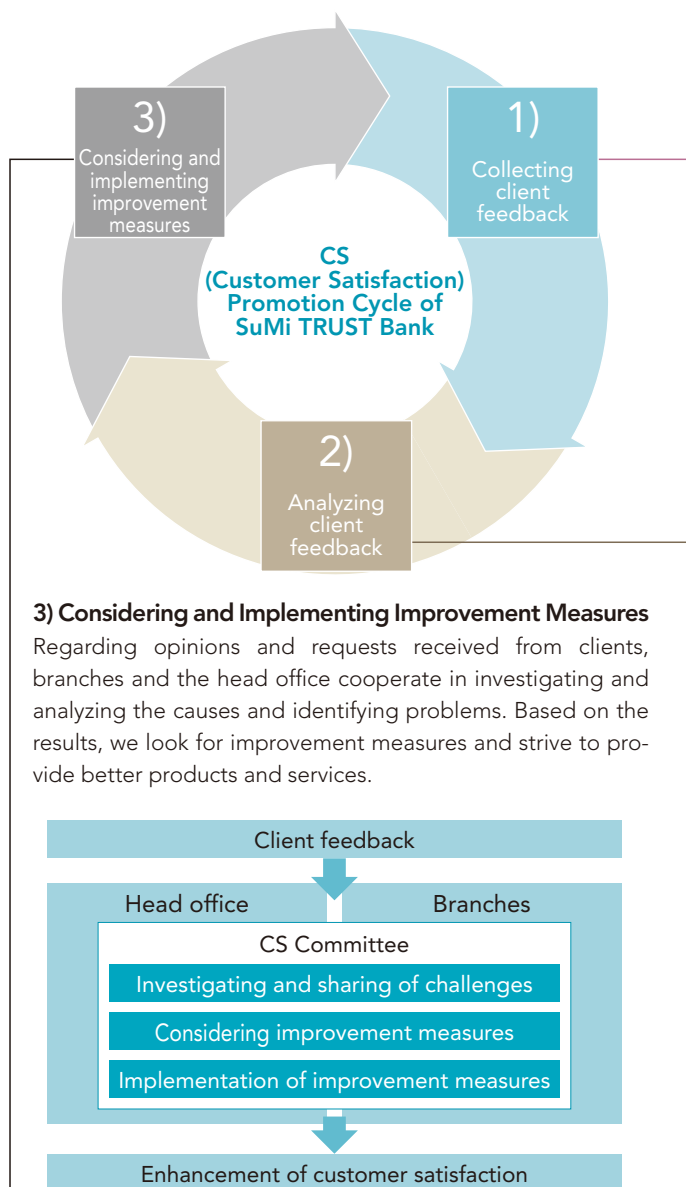 3)
Considering and
implementing
improvement
measures
1)
Collecting
client
feedback
CS
(Customer Satisfaction)
Promotion Cycle of
SuMi TRUST Bank
2)
Analyzing
client
feedback
3) Considering and Implementing Improvement Measures
Regarding opinions and requests received from clients,
branches and the head office cooperate in investigating and
analyzing the causes and identifying problems. Based on the
results, we look for improvement measures and strive to pro-
vide better products and services.
Client feedback
Head office
Branches
CS Committee
Investigating and sharing of challenges
Considering improvement measures
Implementation of improvement measures
Enhancement of customer satisfaction